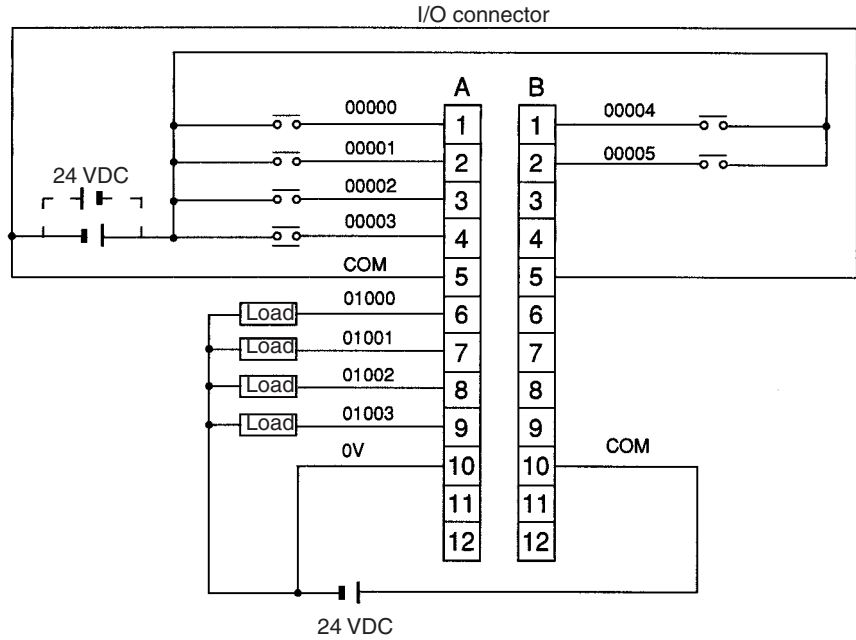 I/O connector
A B
00000 1 1 00004
00001 2 2 00005
24 VDC
00002 3 3
00003 4 4
COM 5 5
Load 01000 6 6
Load 01001 7 7
Load 01002 8 8
Load 01003 9 9
0V 10 10 COM
11 11
12 12
24 VDC